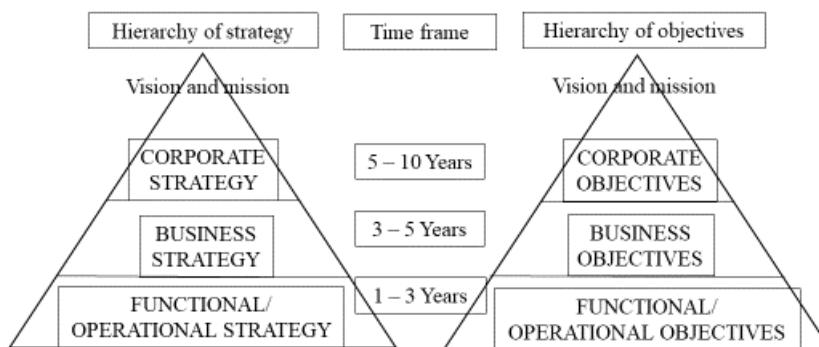 Hierarchy of strategy
Time frame
Hierarchy of objectives
Vision and mission
Vision and mission
CORPORATE
STRATEGY
5 – 10 Years
CORPORATE
OBJECTIVES
BUSINESS
STRATEGY
3 – 5 Years
BUSINESS
OBJECTIVES
1 – 3 Years
FUNCTIONAL/
OPERATIONAL STRATEGY
FUNCTIONAL/
OPERATIONAL OBJECTIVES